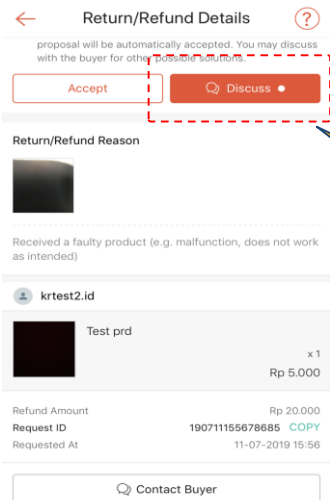 Return/Refund Details
?
proposal will be automatically accepted. You may discuss
with the buyer for other possible solutions.
Accept
Discuss
Return/Refund Reason
Received a faulty product (e.g. malfunction, does not work
as intended)
krtest2.id
Test prd
x 1
Rp 5.000
Refund Amount Rp 20.000
Request ID 190711155678685 COPY
Requested At 11-07-2019 15:56
Contact Buyer